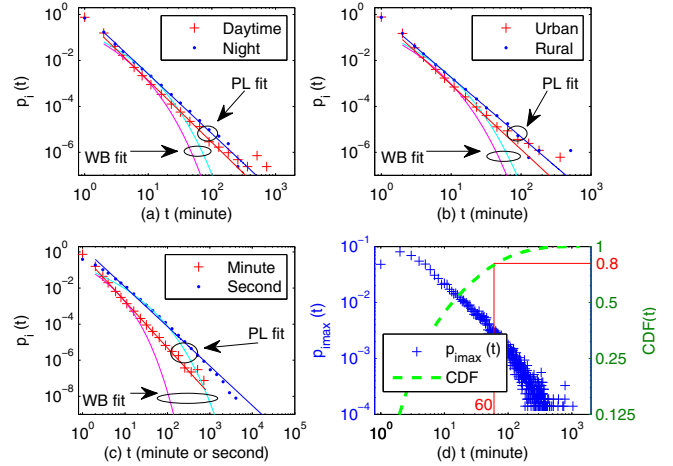 10^0
10^-2
10^-4
10^-6
p_i (t)
Daytime
Night
PL fit
WB fit
10^0 10^1 10^2 10^3
(a) t (minute)
10^0
10^-2
10^-4
10^-6
p_i (t)
Urban
Rural
PL fit
WB fit
10^0 10^1 10^2 10^3
(b) t (minute)
10^0
10^-2
10^-4
10^-6
10^-8
p_i (t)
Minute
Second
PL fit
WB fit
10^0 10^1 10^2 10^3 10^4 10^5
(c) t (minute or second)
10^-1
10^-2
10^-3
10^-4
p_imax (t)
p_imax (t)
CDF
60
1
0.8
0.5
0.25
0.125
CDF(t)
10^0 10^1 10^2 10^3
(d) t (minute)